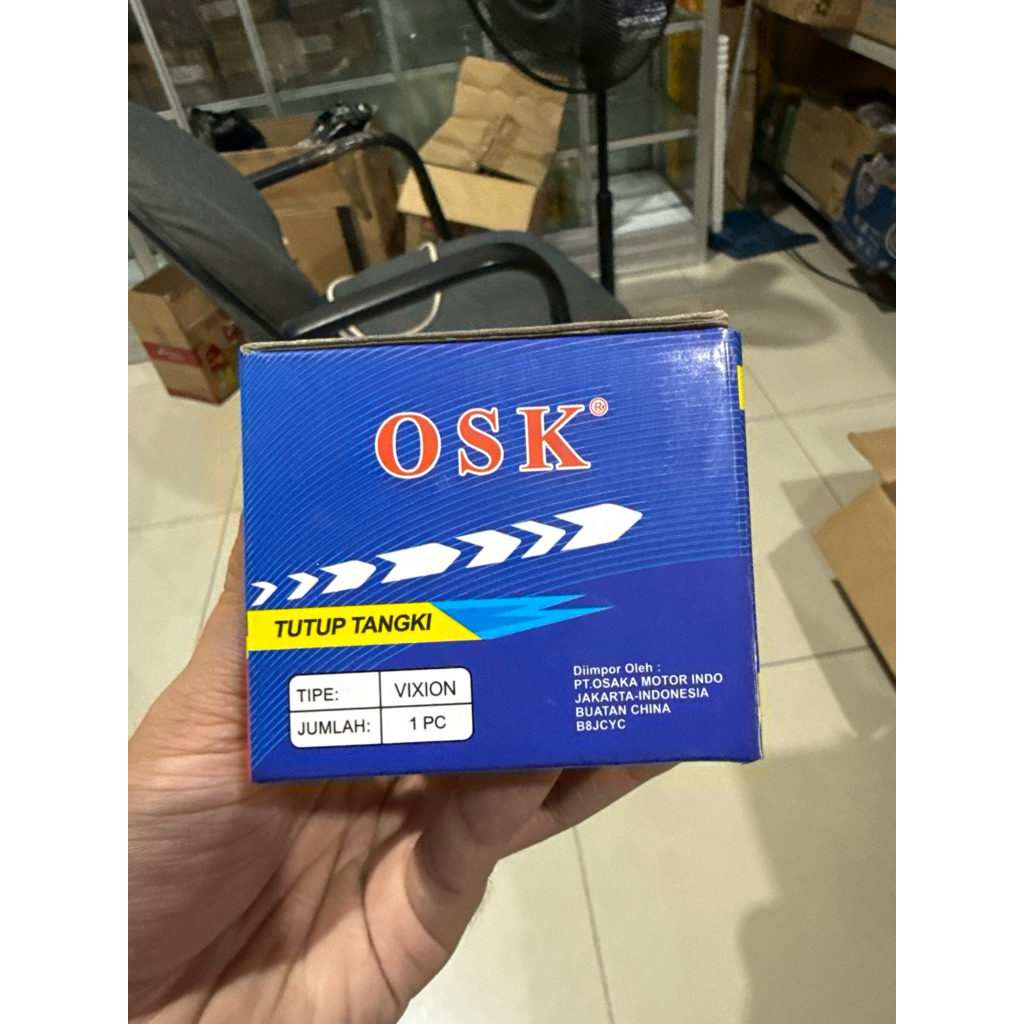 OSK®
TUTUP TANGKI
TIPE: VIXION
JUMLAH: 1 PC
Diimpor Oleh :
PT.OSAKA MOTOR INDO
JAKARTA-INDONESIA
BUATAN CHINA
B8JCYC